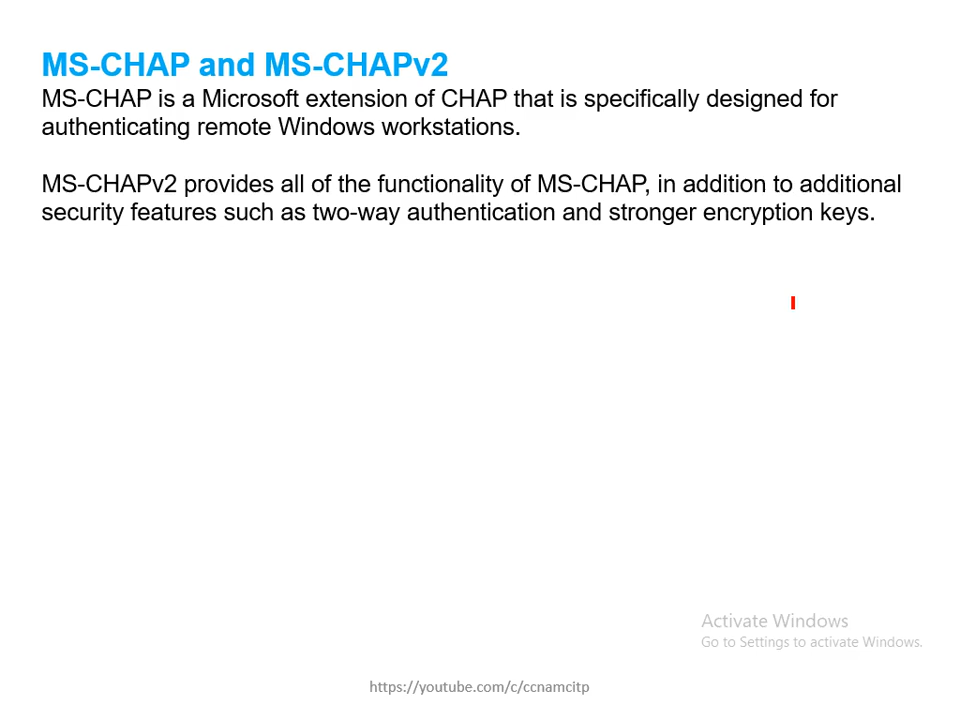 MS-CHAP and MS-CHAPv2
MS-CHAP is a Microsoft extension of CHAP that is specifically designed for
authenticating remote Windows workstations.
MS-CHAPv2 provides all of the functionality of MS-CHAP, in addition to additional
security features such as two-way authentication and stronger encryption keys.
Activate Windows
Go to Settings to activate Windows.
https://youtube.com/c/ccnamcitp